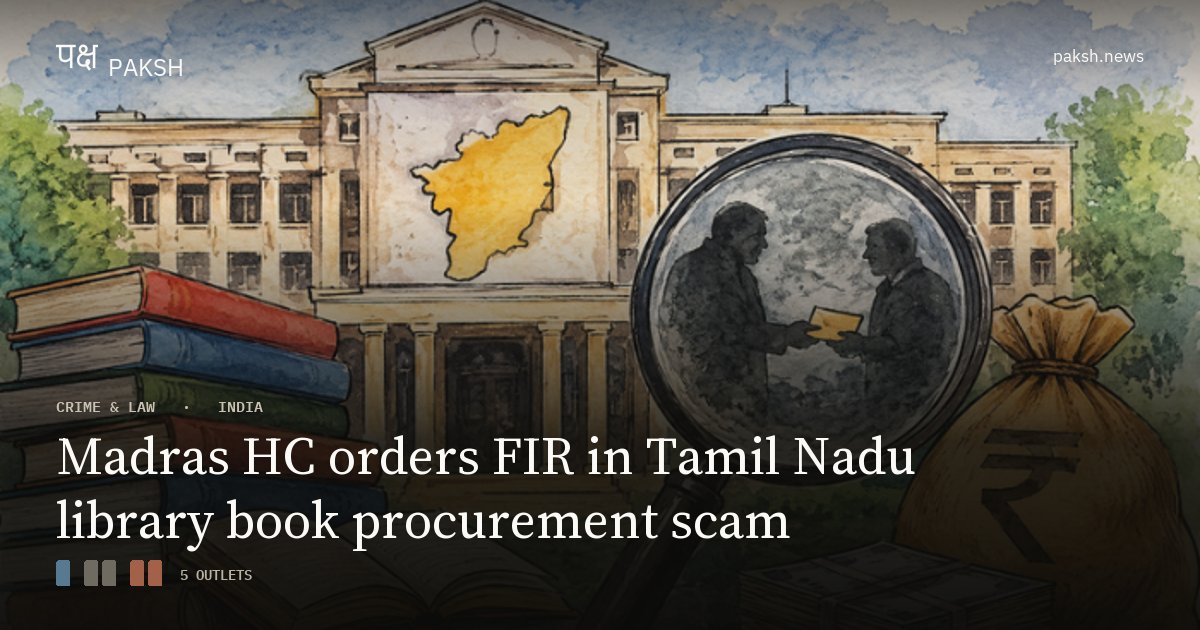 पक्ष PAKSH
paksh.news
CRIME & LAW · INDIA
Madras HC orders FIR in Tamil Nadu
library book procurement scam
5 OUTLETS
₹